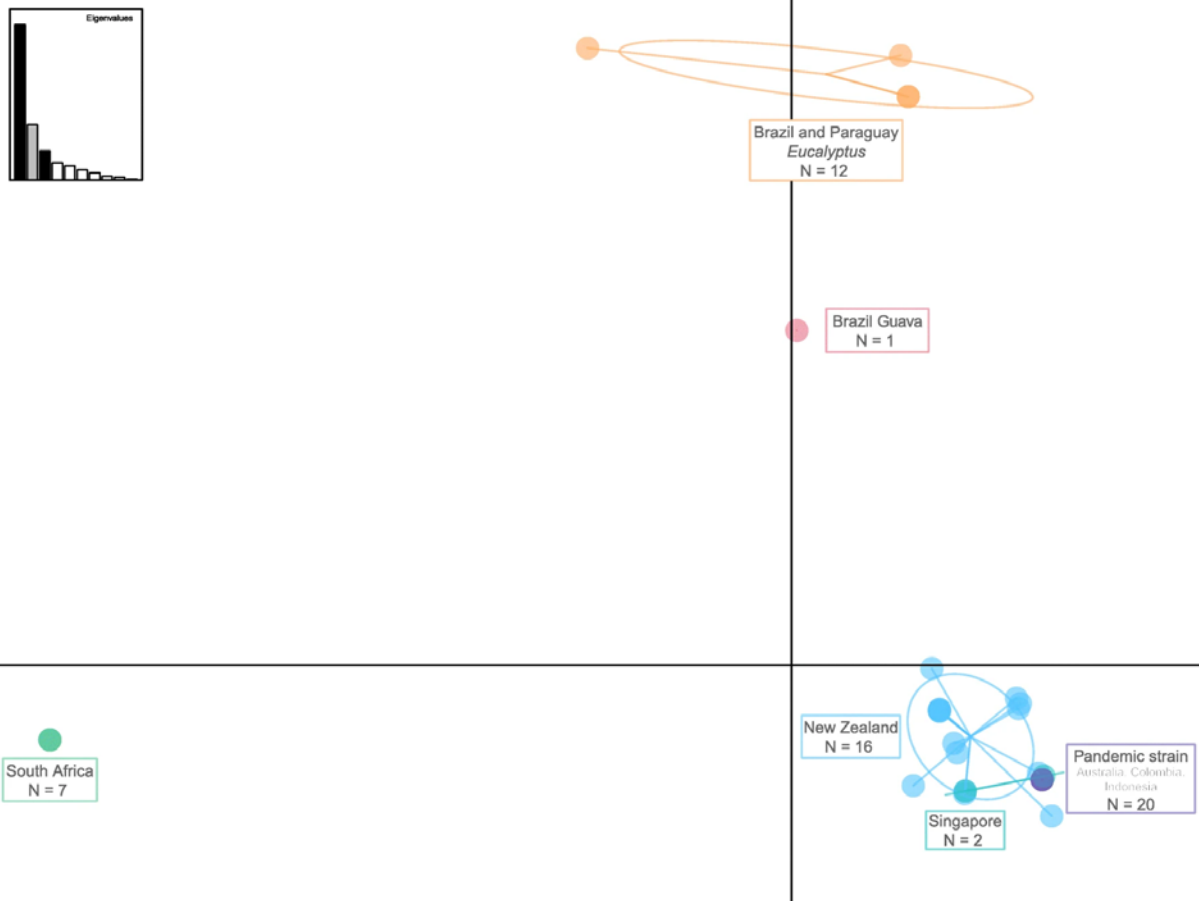 Eigenvalues
Brazil and Paraguay
Eucalyptus
N = 12
Brazil Guava
N = 1
New Zealand
N = 16
Pandemic strain
Australia, Colombia,
Indonesia
N = 20
South Africa
N = 7
Singapore
N = 2